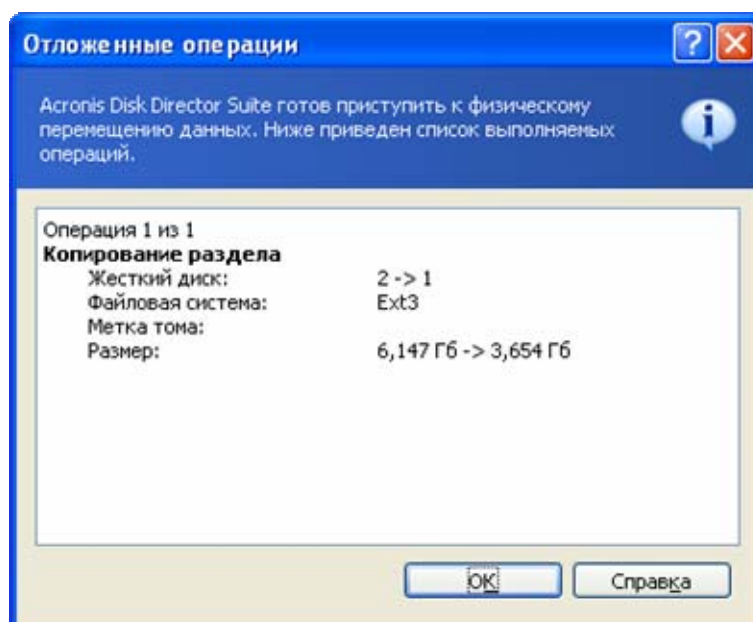 Отложенные операции
Acronis Disk Director Suite готов приступить к физическому
перемещению данных. Ниже приведен список выполняемых
операций.
Операция 1 из 1
Копирование раздела
Жесткий диск: 2 -> 1
Файловая система: Ext3
Метка тома:
Размер: 6,147 Гб -> 3,654 Гб
OK Справка